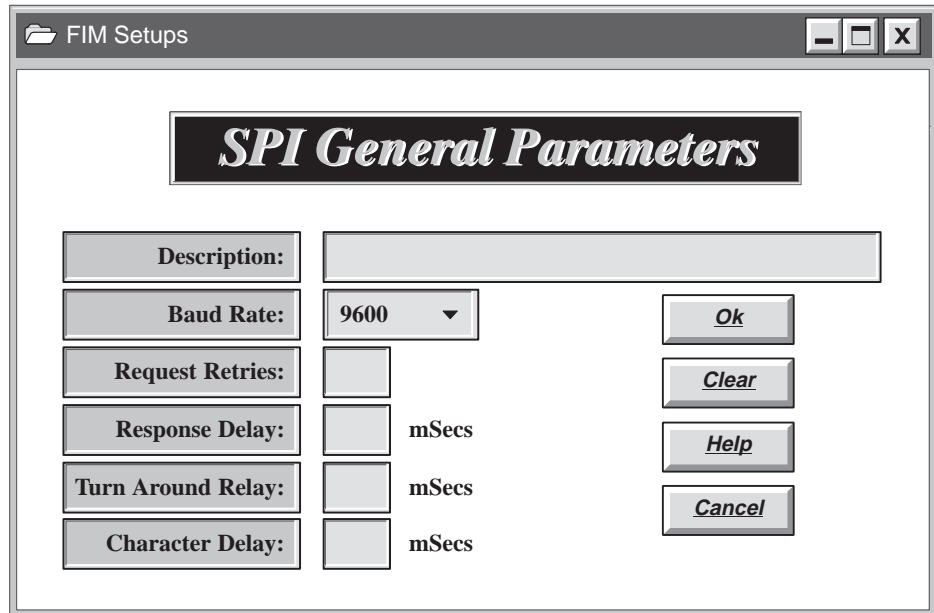 FIM Setups
X
SPI General Parameters
Description:
Baud Rate: 9600
Ok
Request Retries:
Clear
Response Delay: mSecs
Help
Turn Around Relay: mSecs
Cancel
Character Delay: mSecs